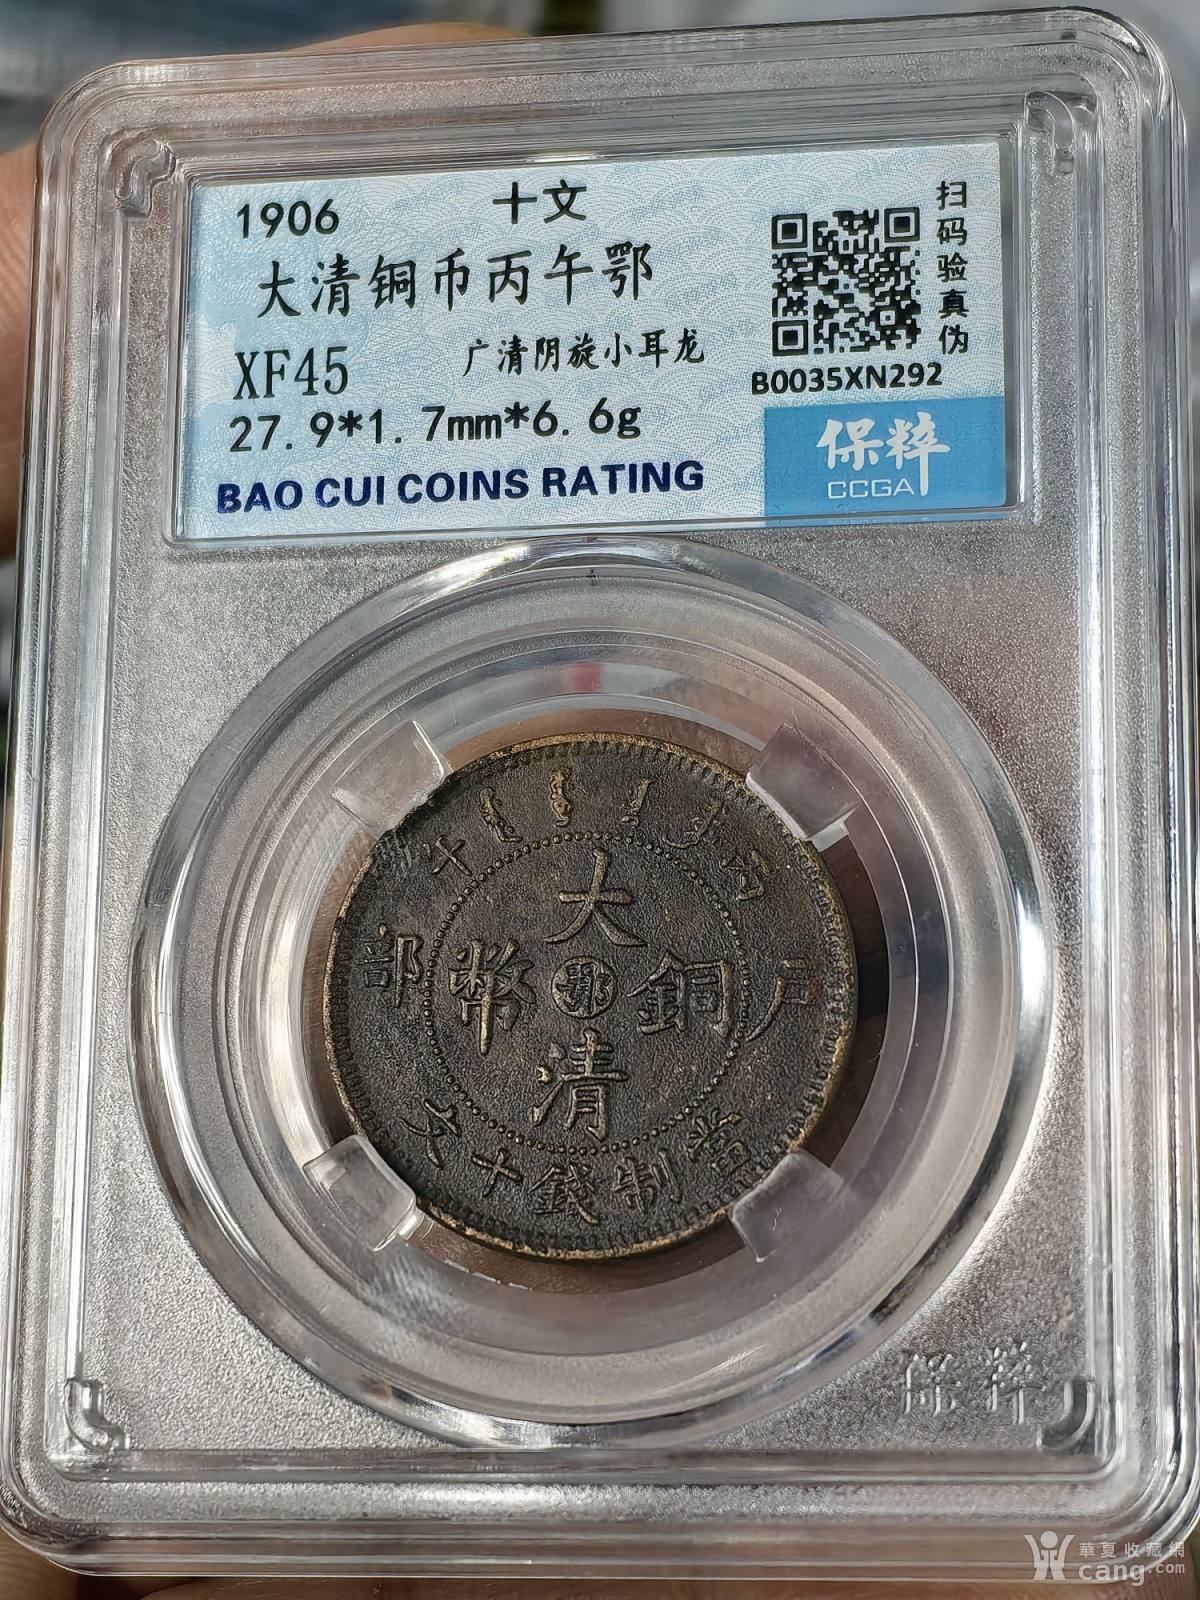 1906
十文
大清铜币丙午鄂
XF45
广清阴旋小耳龙
27.9*1.7mm*6.6g
BAO CUI COINS RATING
扫码验真伪
B0035XN292
保粹
CCGA
午
丙
部
戶
大
幣
鄂
銅
清
文十錢制當
保粹
華夏收藏網
cang.com